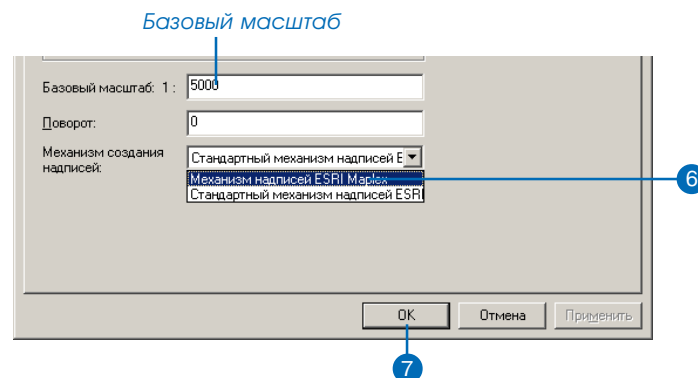 Базовый масштаб
Базовый масштаб: 1 : 5000
Поворот: 0
Механизм создания надписей: Стандартный механизм надписей E
Механизм надписей ESRI Maplex
Стандартный механизм надписей ESRI
6
OK Отмена Применить
7